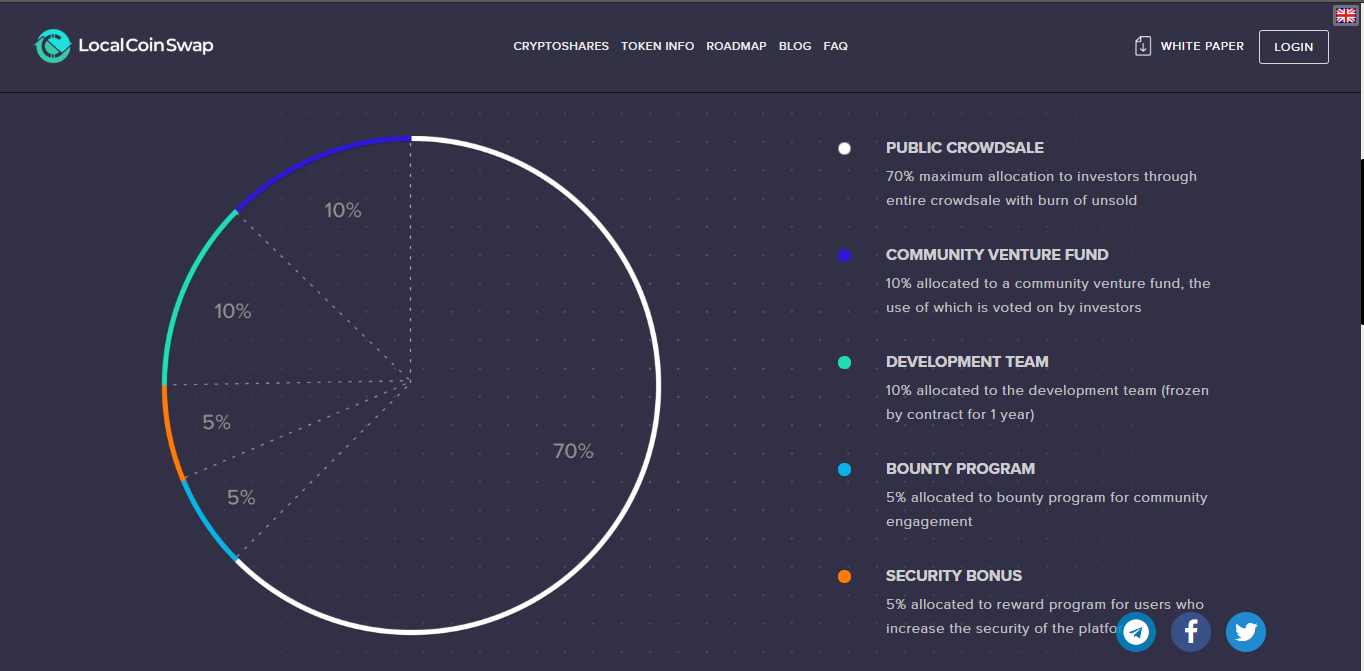 LocalCoinSwap
CRYPTOSHARES TOKEN INFO ROADMAP BLOG FAQ
WHITE PAPER
LOGIN
10%
10%
5%
5%
70%
PUBLIC CROWDSALE
70% maximum allocation to investors through
entire crowdsale with burn of unsold
COMMUNITY VENTURE FUND
10% allocated to a community venture fund, the
use of which is voted on by investors
DEVELOPMENT TEAM
10% allocated to the development team (frozen
by contract for 1 year)
BOUNTY PROGRAM
5% allocated to bounty program for community
engagement
SECURITY BONUS
5% allocated to reward program for users who
increase the security of the